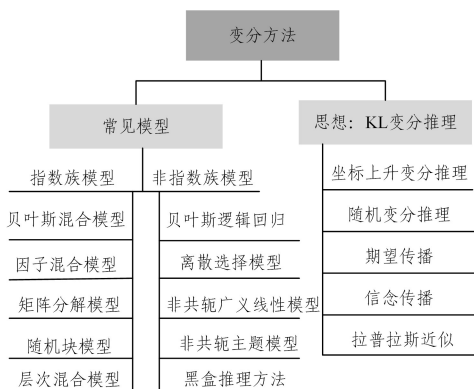 变分方法
常见模型
思想：KL变分推理
指数族模型
非指数族模型
贝叶斯混合模型
贝叶斯逻辑回归
因子混合模型
离散选择模型
矩阵分解模型
非共轭广义线性模型
随机块模型
非共轭主题模型
层次混合模型
黑盒推理方法
坐标上升变分推理
随机变分推理
期望传播
信念传播
拉普拉斯近似